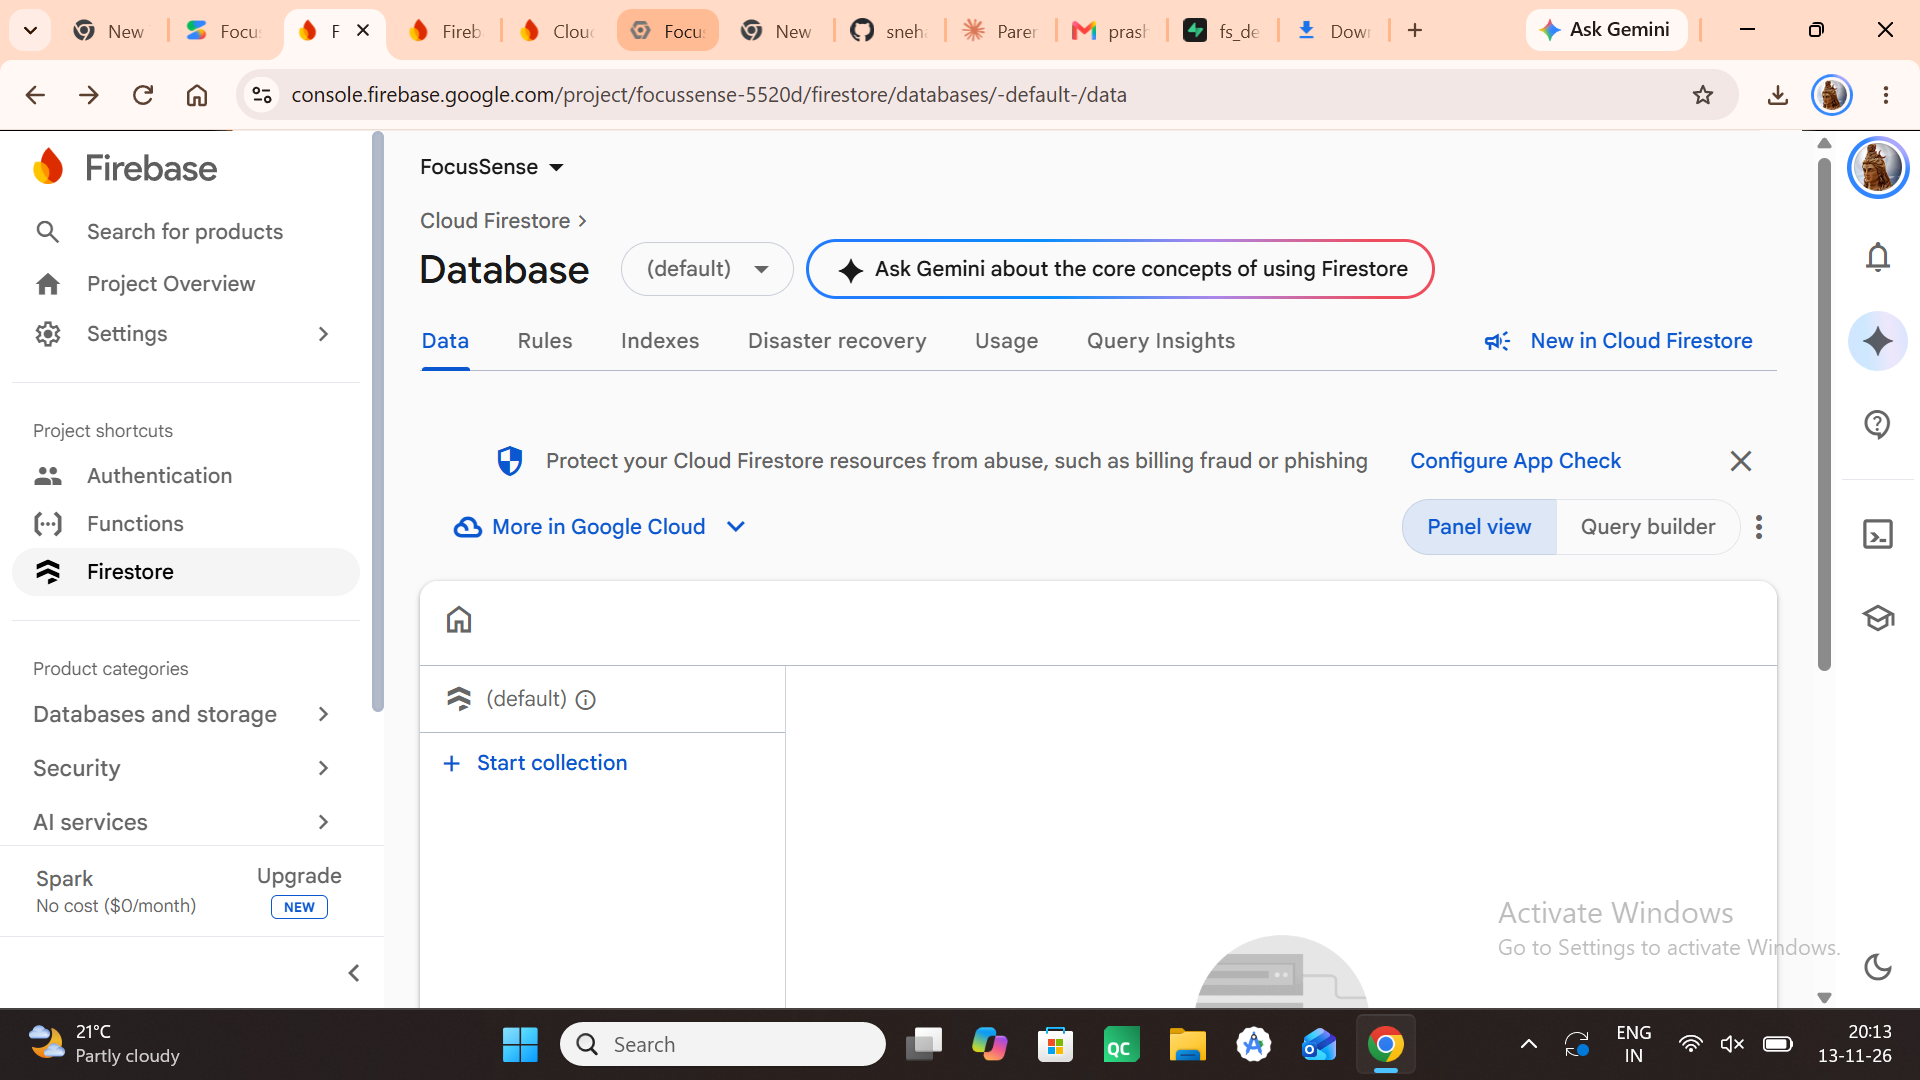 New
Focus
F
Fireb
Cloud
Focus
New
sneha
Paren
prash
fs_de
Dow
Ask Gemini
console.firebase.google.com/project/focussense-5520d/firestore/databases/-default-/data
Firebase
Search for products
Project Overview
Settings
Project shortcuts
Authentication
Functions
Firestore
Product categories
Databases and storage
Security
AI services
Spark
No cost ($0/month)
Upgrade
NEW
FocusSense
Cloud Firestore
Database
(default)
Ask Gemini about the core concepts of using Firestore
Data
Rules
Indexes
Disaster recovery
Usage
Query Insights
New in Cloud Firestore
Protect your Cloud Firestore resources from abuse, such as billing fraud or phishing
Configure App Check
More in Google Cloud
Panel view
Query builder
(default)
+ Start collection
Activate Windows
Go to Settings to activate Windows.
21°C
Partly cloudy
Search
QC
ENG
IN
20:13
13-11-26